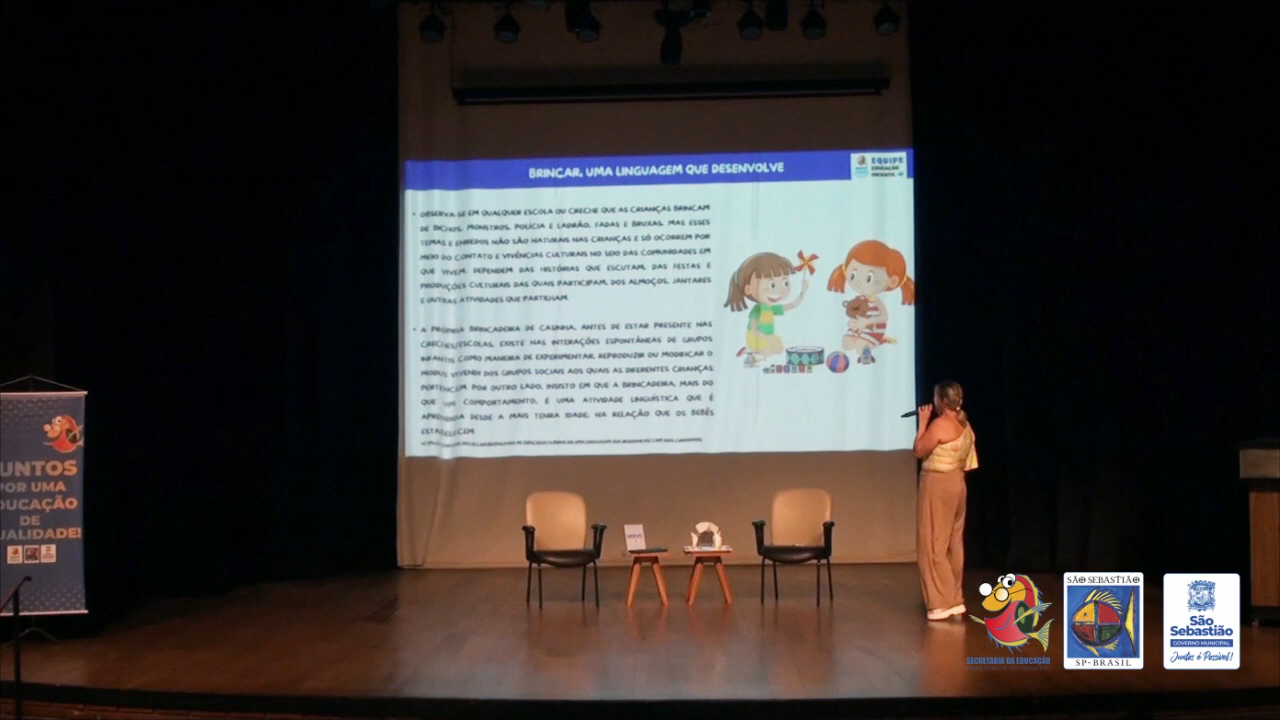 BRINCAR, UMA LINGUAGEM QUE DESENVOLVE
EQUIPE
EDUCAÇÃO
INFANTIL
• OBSERVA-SE EM QUALQUER ESCOLA OU CRECHE QUE AS CRIANÇAS BRINCAM
DE BICHOS, MONSTROS, POLÍCIA E LADRÃO, FADAS E BRUXAS. MAS ESSES
TEMAS E ENREDOS NÃO SÃO NATURAIS NAS CRIANÇAS E SÓ OCORREM POR
MEIO DO CONTATO E VIVÊNCIAS CULTURAIS NO SEIO DAS COMUNIDADES EM
QUE VIVEM. DEPENDEM DAS HISTÓRIAS QUE ESCUTAM, DAS FESTAS E
PRODUÇÕES CULTURAIS DAS QUAIS PARTICIPAM, DOS ALMOÇOS, JANTARES
E OUTRAS ATIVIDADES QUE PARTILHAM.
• A PRÓPRIA BRINCADEIRA DE CASINHA, ANTES DE ESTAR PRESENTE NAS
CRECHES/ESCOLAS, EXISTE NAS INTERAÇÕES ESPONTÂNEAS DE GRUPOS
INFANTIS COMO MANEIRA DE EXPERIMENTAR, REPRODUZIR OU MODIFICAR O
MODUS VIVENDI DOS GRUPOS SOCIAIS AOS QUAIS AS DIFERENTES CRIANÇAS
PERTENCEM. POR OUTRO LADO, INSISTO EM QUE A BRINCADEIRA, MAIS DO
QUE UM COMPORTAMENTO, É UMA ATIVIDADE LINGUÍSTICA QUE É
APRENDIDA DESDE A MAIS TENRA IDADE, NA RELAÇÃO QUE OS BEBÊS
ESTABELECEM
UNTOS
POR UMA
DUCAÇÃO
DE
UALIDADE!
SECRETARIA DA EDUCAÇÃO
SÃO SEBASTIÃO
SP-BRASIL
São
Sebastião
GOVERNO MUNICIPAL
Juntos é Possível!